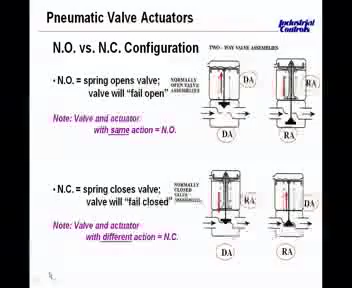 Pneumatic Valve Actuators
Industrial
Controls
N.O. vs. N.C. Configuration
TWO - WAY VALVE ASSEMBLIES
• N.O. = spring opens valve;
valve will "fail open"
NORMALLY
OPEN VALVE
ASSEMBLIES
DA
RA
Note: Valve and actuator
with same action = N.O.
DA
RA
• N.C. = spring closes valve;
valve will "fail closed"
NORMALLY
CLOSED
VALVE
RA
DA
Note: Valve and actuator
with different action = N.C.
DA
RA